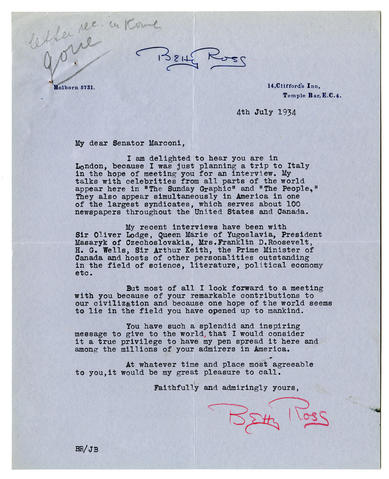 letter rec. in Rome
gone
Betty Ross
Holborn 5731.
14, Clifford's Inn,
Temple Bar, E.C.4.
4th July 1934
My dear Senator Marconi,
I am delighted to hear you are in
London, because I was just planning a trip to Italy
in the hope of meeting you for an interview. My
talks with celebrities from all parts of the world
appear here in "The Sunday Graphic" and "The People,"
They also appear simultaneously in America in one
of the largest syndicates, which serves about 100
newspapers throughout the United States and Canada.
My recent interviews have been with
Sir Oliver Lodge, Queen Marie of Yugoslavia, President
Masaryk of Czechoslovakia, Mrs.Franklin D.Roosevelt,
H. G. Wells, Sir Arthur Keith, the Prime Minister of
Canada and hosts of other personalities outstanding
in the field of science, literature, political economy
etc.
But most of all I look forward to a meeting
with you because of your remarkable contributions to
our civilization and because one hope of the world seems
to lie in the field you have opened up to mankind.
You have such a splendid and inspiring
message to give to the world,that I would consider
it a true privilege to have my pen spread it here and
among the millions of your admirers in America.
At whatever time and place most agreeable
to you,it would be my great pleasure to call.
Faithfully and admiringly yours,
Betty Ross
BR/JB